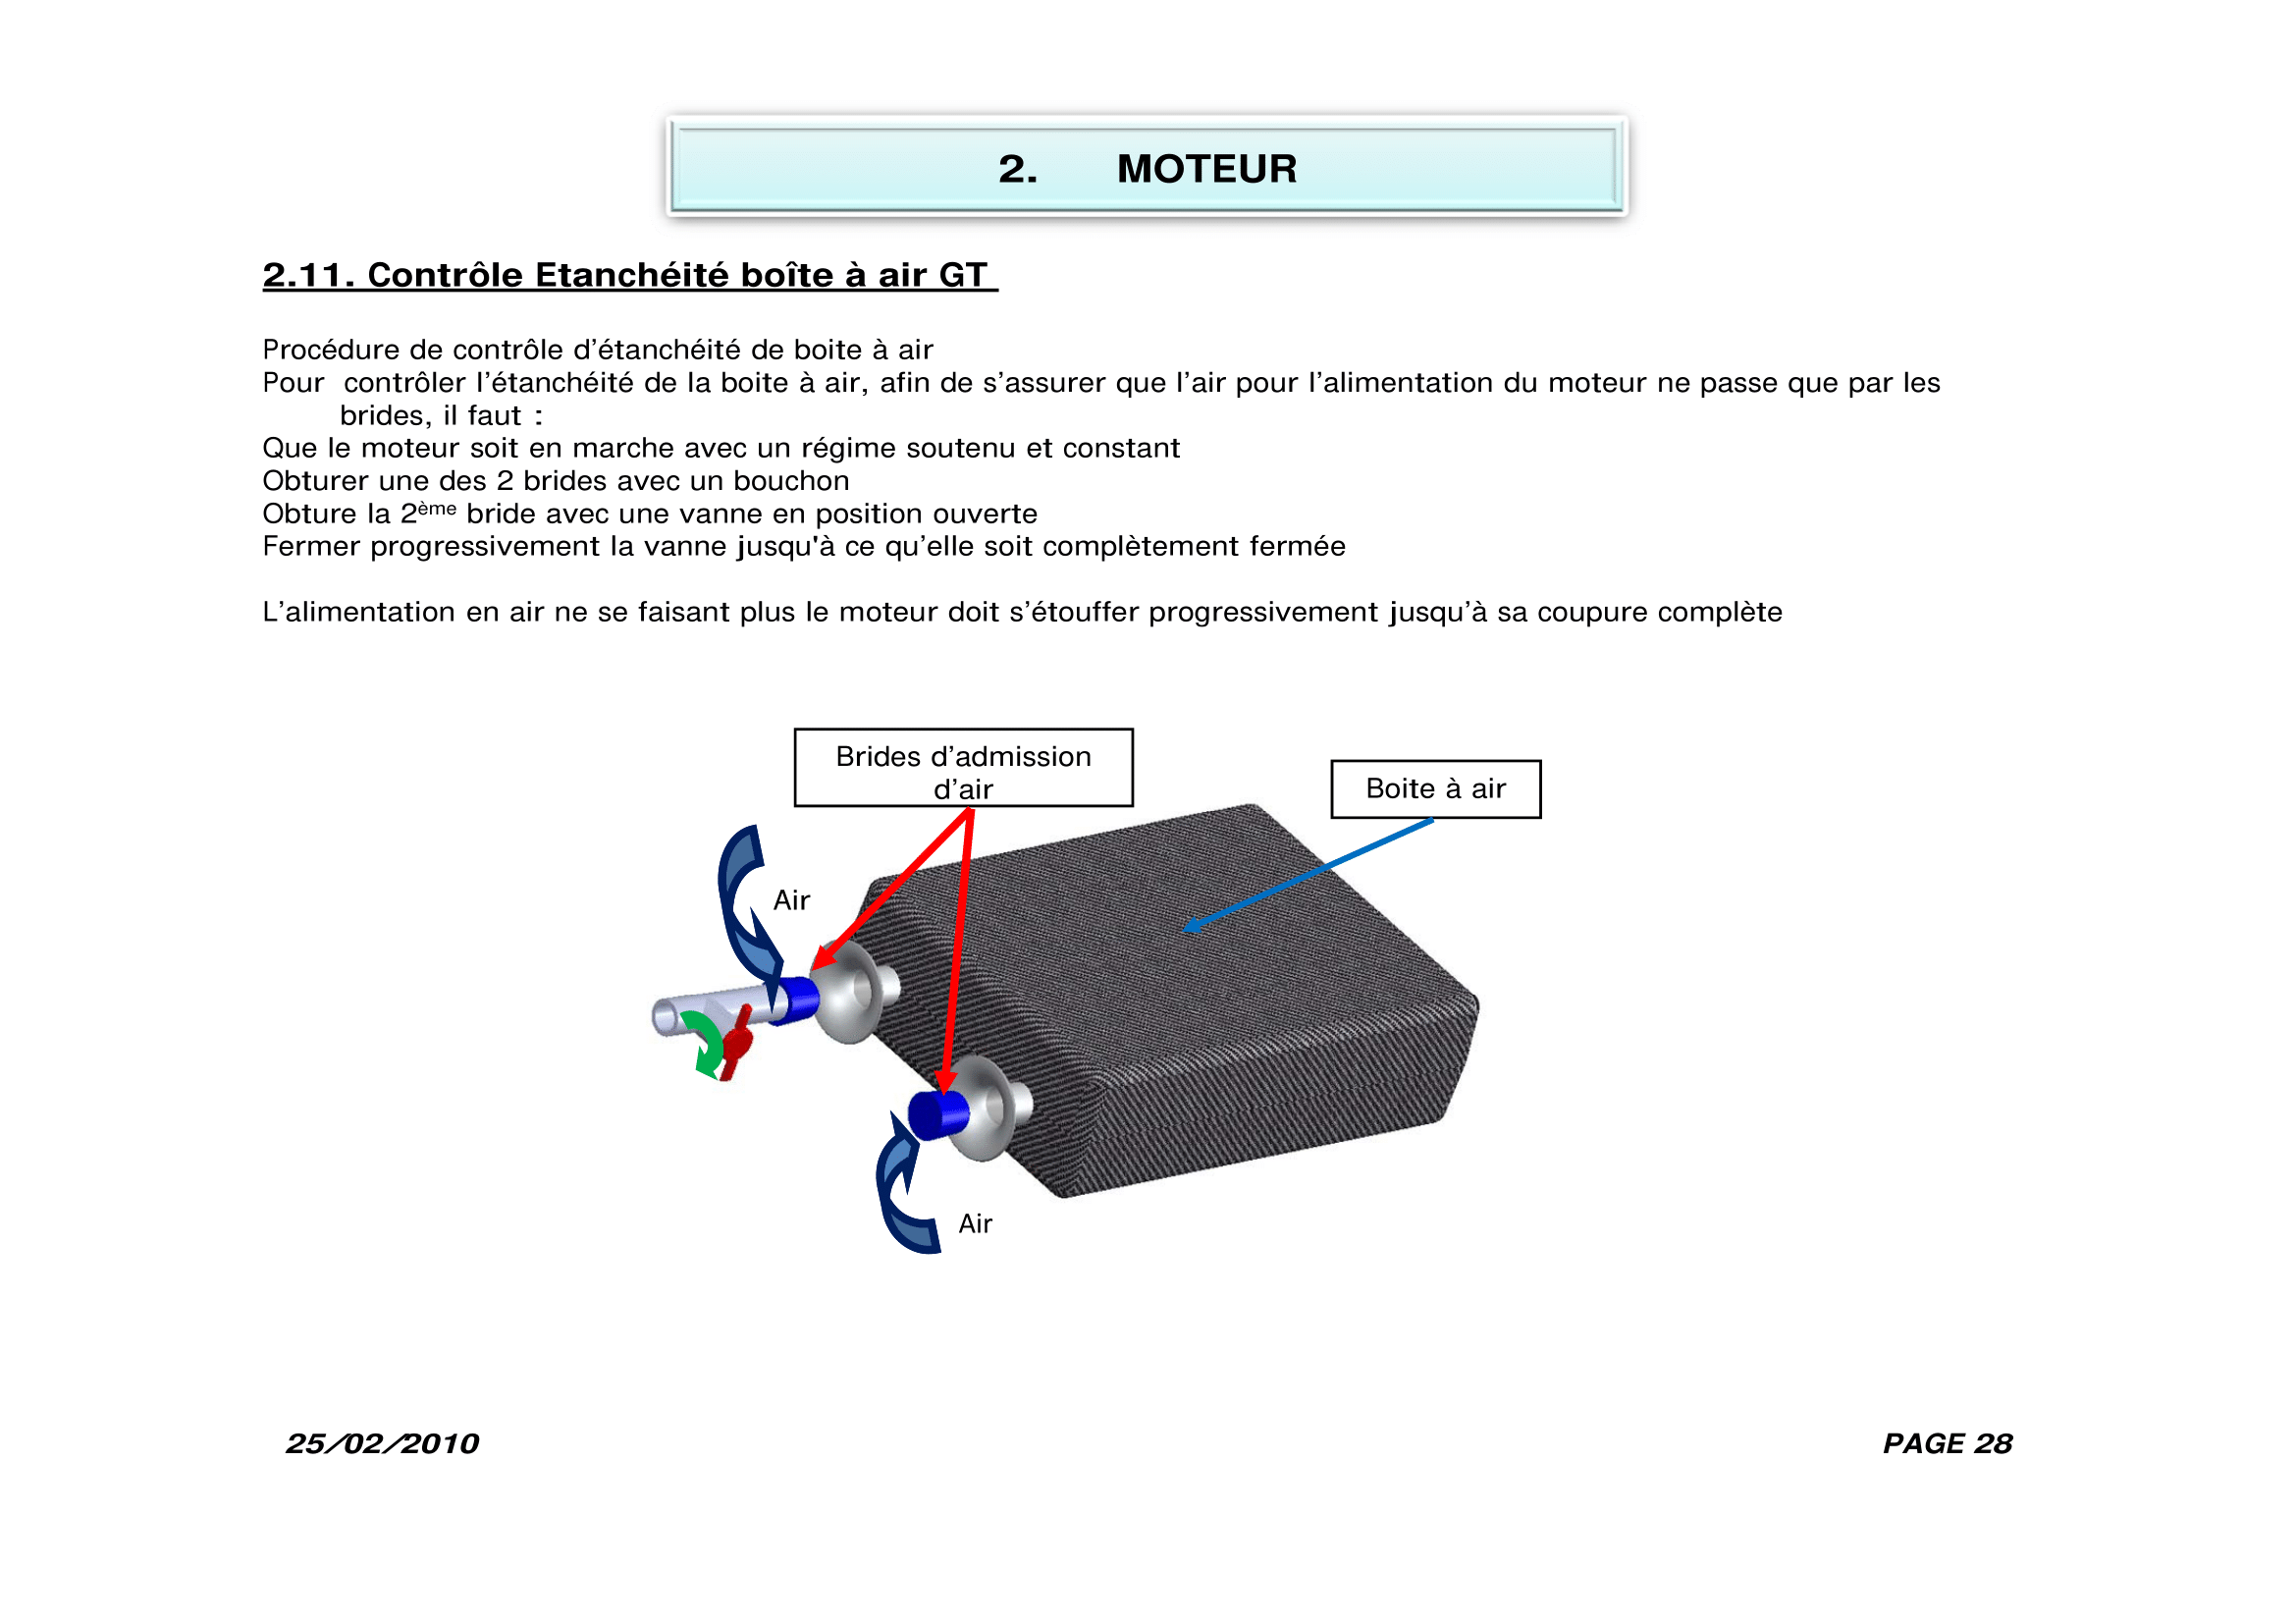 2. MOTEUR
2.11. Contrôle Etanchéité boîte à air GT
Procédure de contrôle d’étanchéité de boite à air
Pour contrôler l’étanchéité de la boite à air, afin de s’assurer que l’air pour l’alimentation du moteur ne passe que par les
brides, il faut :
Que le moteur soit en marche avec un régime soutenu et constant
Obturer une des 2 brides avec un bouchon
Obture la 2ème bride avec une vanne en position ouverte
Fermer progressivement la vanne jusqu'à ce qu’elle soit complètement fermée
L’alimentation en air ne se faisant plus le moteur doit s’étouffer progressivement jusqu’à sa coupure complète
Brides d’admission
d’air
Boite à air
Air
Air
25/02/2010
PAGE 28